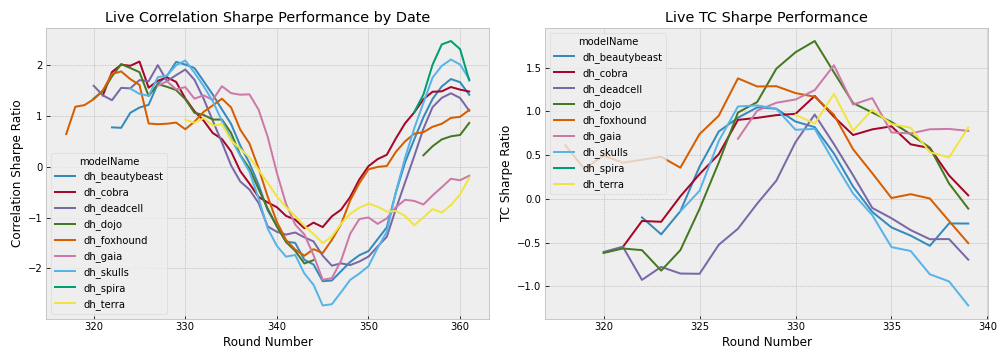 Live Correlation Sharpe Performance by Date
Correlation Sharpe Ratio
2
1
0
−1
−2
modelName
dh_beautybeast
dh_cobra
dh_deadcell
dh_dojo
dh_foxhound
dh_gaia
dh_skulls
dh_spira
dh_terra
320
330
340
350
360
Round Number
Live TC Sharpe Performance
TC Sharpe Ratio
1.5
1.0
0.5
0.0
−0.5
−1.0
modelName
dh_beautybeast
dh_cobra
dh_deadcell
dh_dojo
dh_foxhound
dh_gaia
dh_skulls
dh_spira
dh_terra
320
325
330
335
340
Round Number